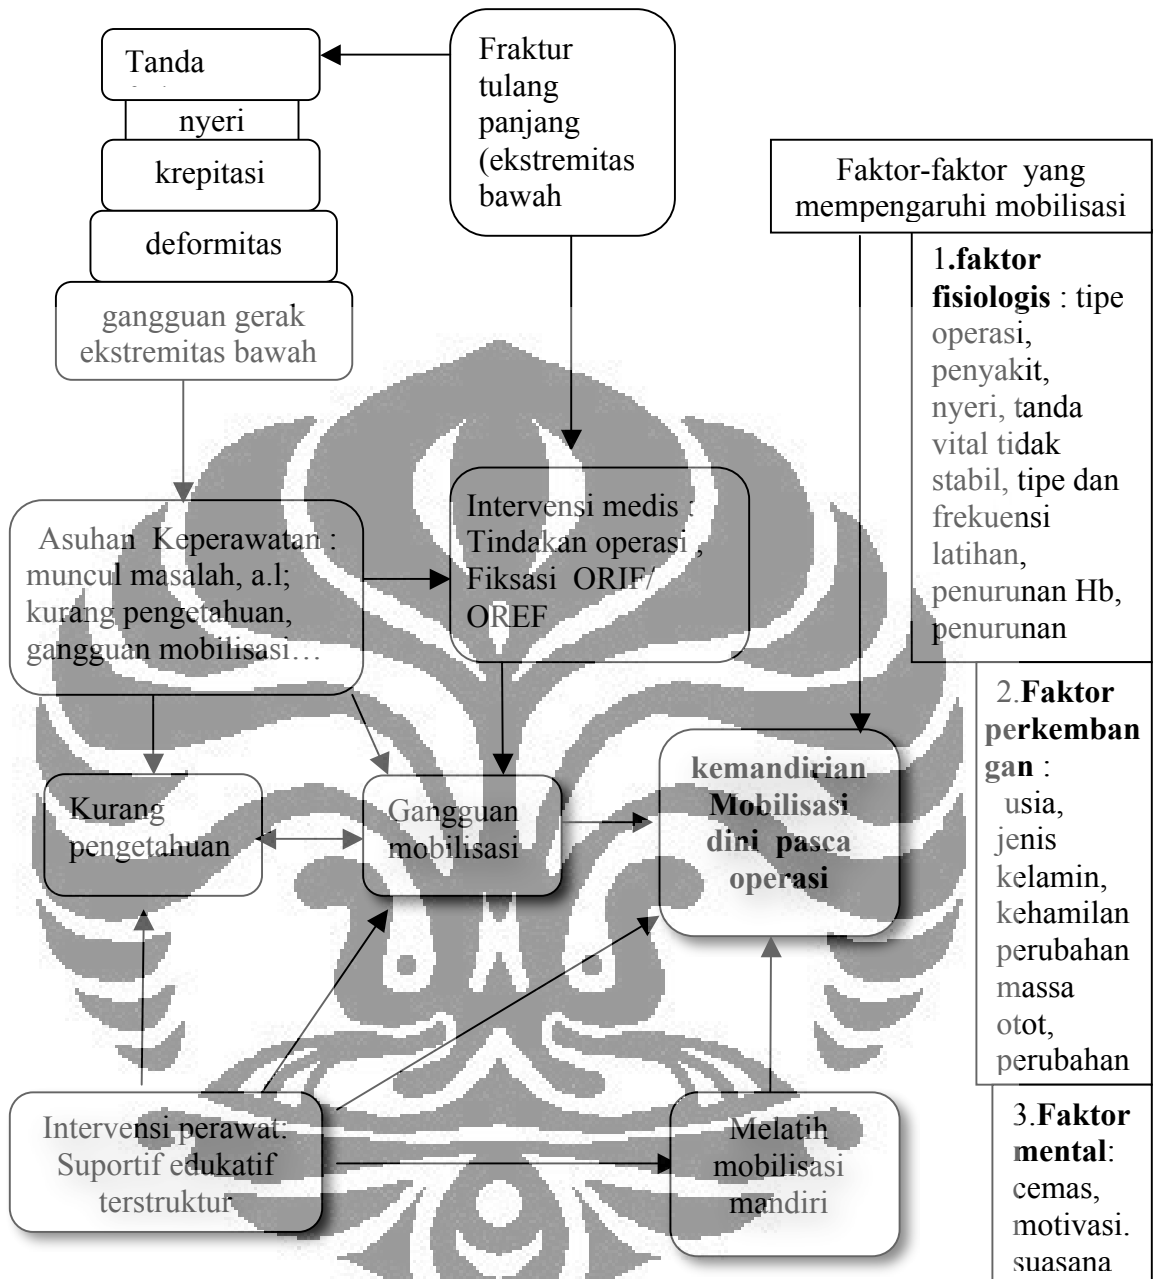 Tanda
nyeri
krepitasi
deformitas
gangguan gerak
ekstremitas bawah
Fraktur
tulang
panjang
(ekstremitas
bawah
Faktor-faktor yang
mempengaruhi mobilisasi
1.faktor
fisiologis : tipe
operasi,
penyakit,
nyeri, tanda
vital tidak
stabil, tipe dan
frekuensi
latihan,
penurunan Hb,
penurunan
2.Faktor
perkemban
gan :
usia,
jenis
kelamin,
kehamilan
perubahan
massa
otot,
perubahan
3.Faktor
mental:
cemas,
motivasi.
suasana
Asuhan Keperawatan :
muncul masalah, a.l;
kurang pengetahuan,
gangguan mobilisasi…
Intervensi medis :
Tindakan operasi ,
Fiksasi ORIF/
OREF
Kurang
pengetahuan
Gangguan
mobilisasi
kemandirian
Mobilisasi
dini pasca
operasi
Intervensi perawat:
Suportif edukatif
terstruktur
Melatih
mobilisasi
mandiri